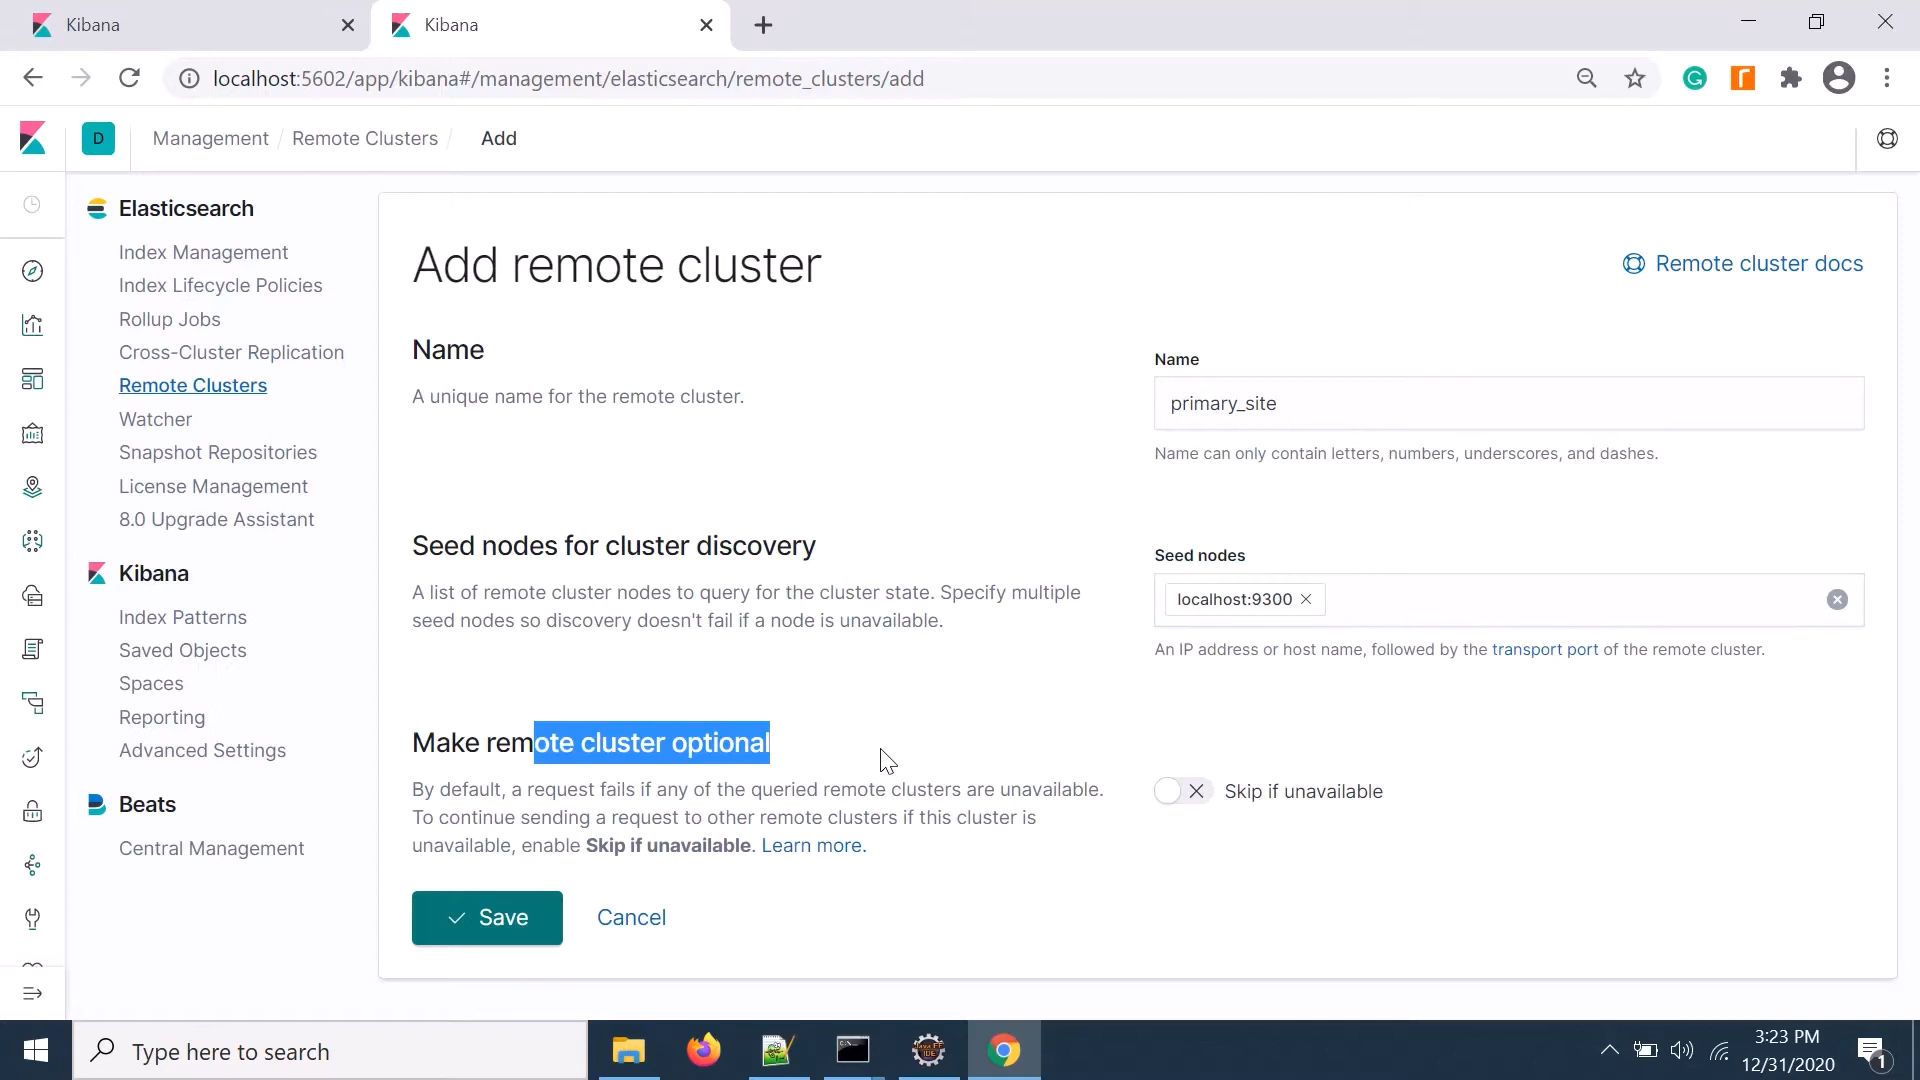 Kibana
Kibana
localhost:5602/app/kibana#/management/elasticsearch/remote_clusters/add
D
Management / Remote Clusters / Add
Elasticsearch
Index Management
Index Lifecycle Policies
Rollup Jobs
Cross-Cluster Replication
Remote Clusters
Watcher
Snapshot Repositories
License Management
8.0 Upgrade Assistant
Kibana
Index Patterns
Saved Objects
Spaces
Reporting
Advanced Settings
Beats
Central Management
Add remote cluster
Remote cluster docs
Name
A unique name for the remote cluster.
Name
primary_site
Name can only contain letters, numbers, underscores, and dashes.
Seed nodes for cluster discovery
A list of remote cluster nodes to query for the cluster state. Specify multiple
seed nodes so discovery doesn't fail if a node is unavailable.
Seed nodes
localhost:9300
An IP address or host name, followed by the transport port of the remote cluster.
Make remote cluster optional
By default, a request fails if any of the queried remote clusters are unavailable.
To continue sending a request to other remote clusters if this cluster is
unavailable, enable Skip if unavailable. Learn more.
Skip if unavailable
Save
Cancel
Type here to search
3:23 PM
12/31/2020
1